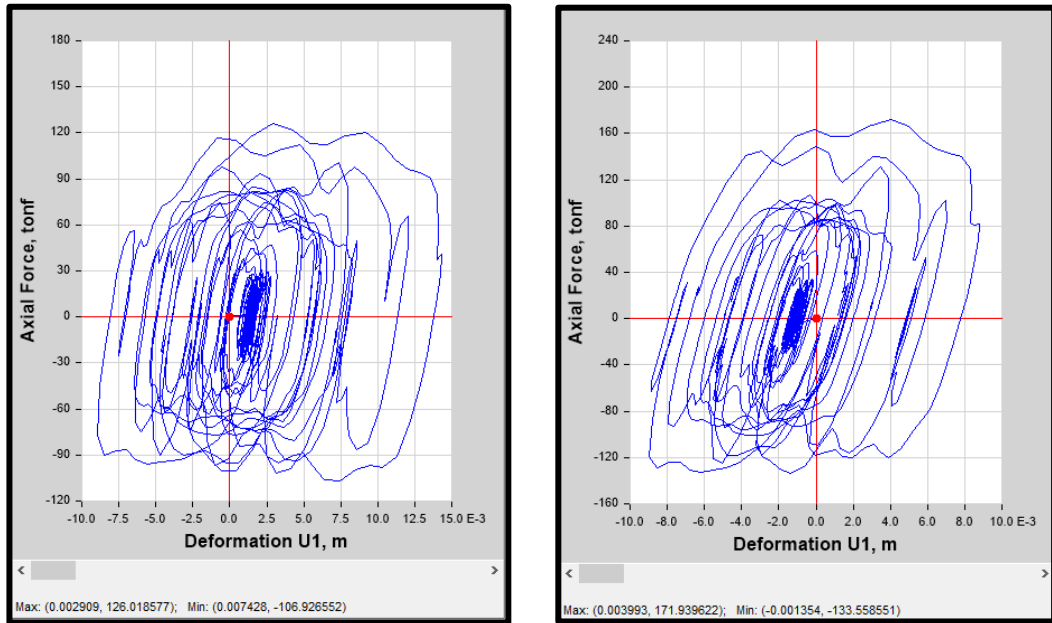 180
150
120
90
60
30
0
-30
-60
-90
-120
Axial Force, tonf
-10.0 -7.5 -5.0 -2.5 0.0 2.5 5.0 7.5 10.0 12.5 15.0 E-3
Deformation U1, m
Max: (0.002909, 126.018577); Min: (0.007428, -106.926552)
240
200
160
120
80
40
0
-40
-80
-120
-160
Axial Force, tonf
-10.0 -8.0 -6.0 -4.0 -2.0 0.0 2.0 4.0 6.0 8.0 10.0 E-3
Deformation U1, m
Max: (0.003993, 171.939622); Min: (-0.001354, -133.558551)